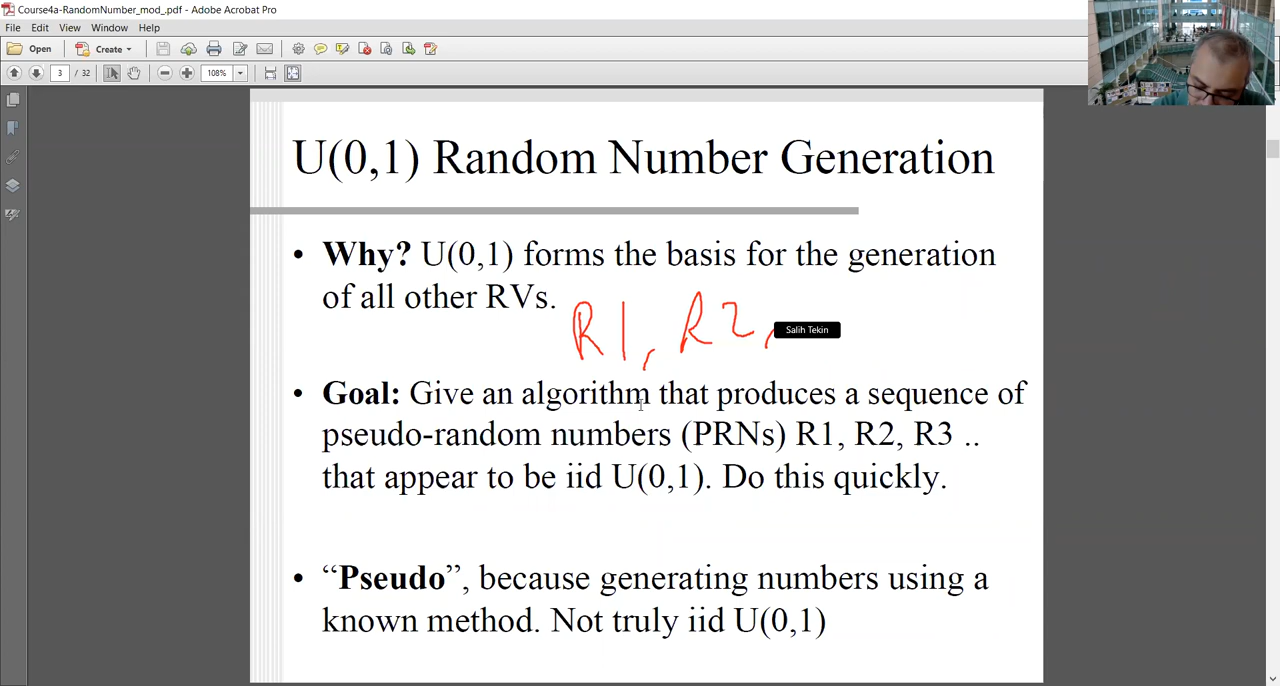 Course4a-RandomNumber_mod_.pdf - Adobe Acrobat Pro
File Edit View Window Help
Open Create
3 / 32 108%
U(0,1) Random Number Generation
• Why? U(0,1) forms the basis for the generation
of all other RVs.
R1, R2,
Salih Tekin
• Goal: Give an algorithm that produces a sequence of
pseudo-random numbers (PRNs) R1, R2, R3 ..
that appear to be iid U(0,1). Do this quickly.
• “Pseudo”, because generating numbers using a
known method. Not truly iid U(0,1)